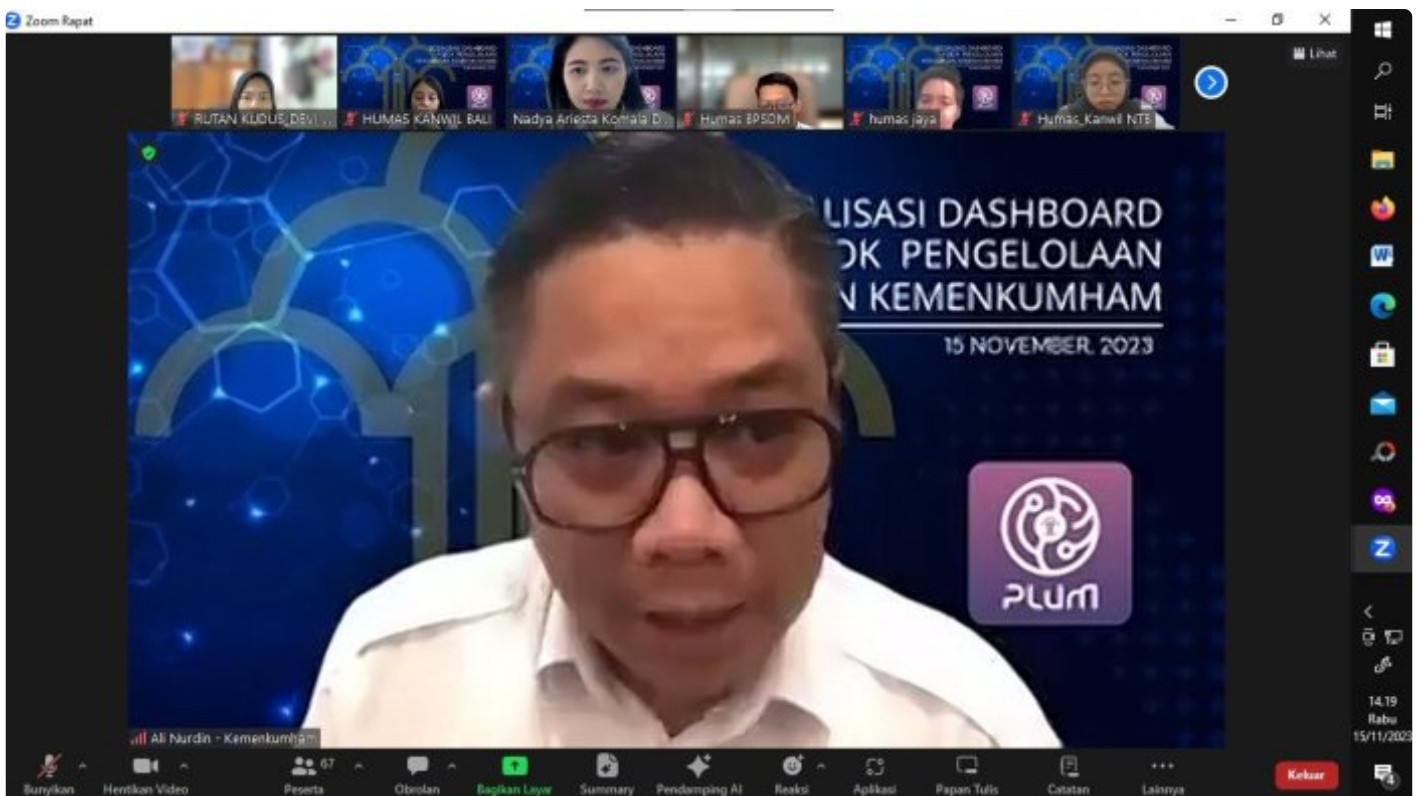 Zoom Rapat
Lihat
RUTAN KUDUS_DEVI ...
HUMAS KANWIL BALI
Nadya Ariesta Komala D...
Humas BPSDM
humas jaya
Humas_Kanwil NTB
LISASI DASHBOARD
OK PENGELOLAAN
N KEMENKUMHAM
15 NOVEMBER, 2023
PLUM
Ali Nurdin - Kemenkumham
67
Bunyikan
Hentikan Video
Peserta
Obrolan
Bagikan Layar
Summary
Pendamping AI
Reaksi
Aplikasi
Papan Tulis
Catatan
Lainnya
Keluar
14.19
Rabu
15/11/2023
4